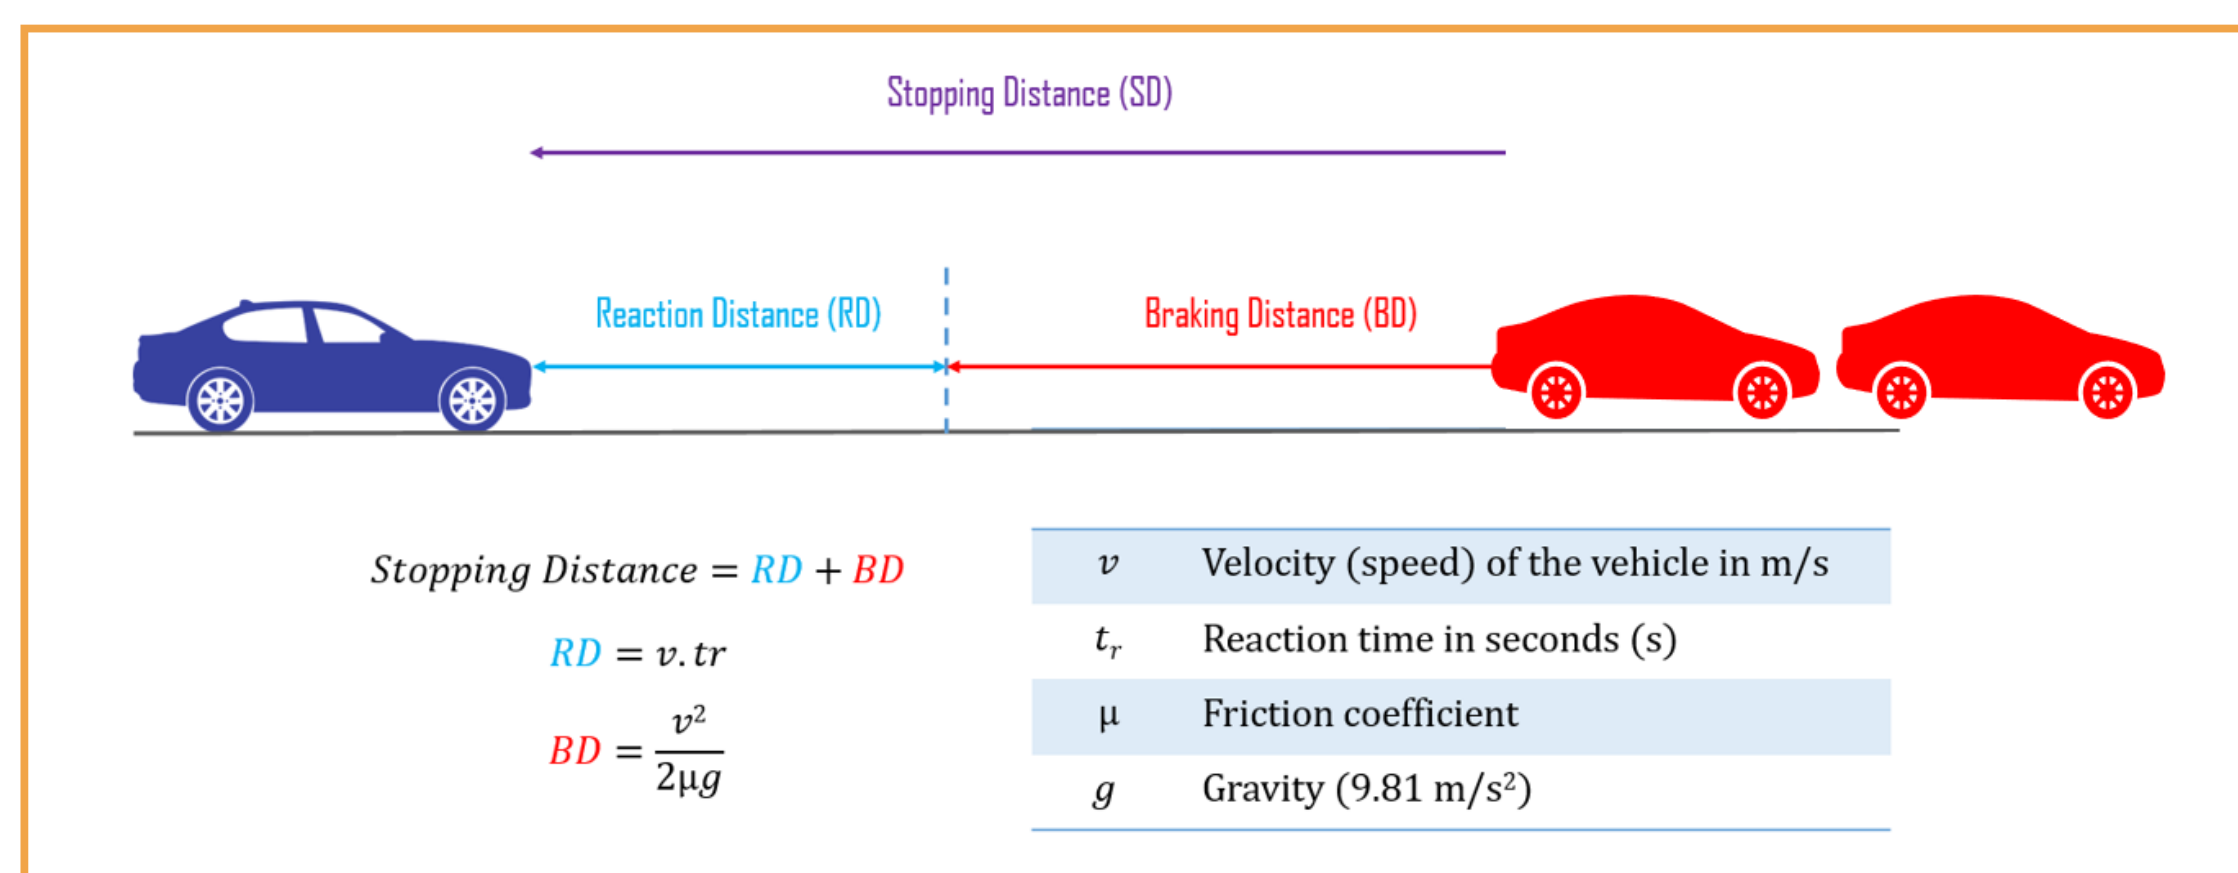 Stopping Distance (SD)
Reaction Distance (RD)
Braking Distance (BD)
Stopping Distance = RD + BD
RD = v. tr
BD = v² / 2μg
v Velocity (speed) of the vehicle in m/s
tᵣ Reaction time in seconds (s)
μ Friction coefficient
g Gravity (9.81 m/s²)